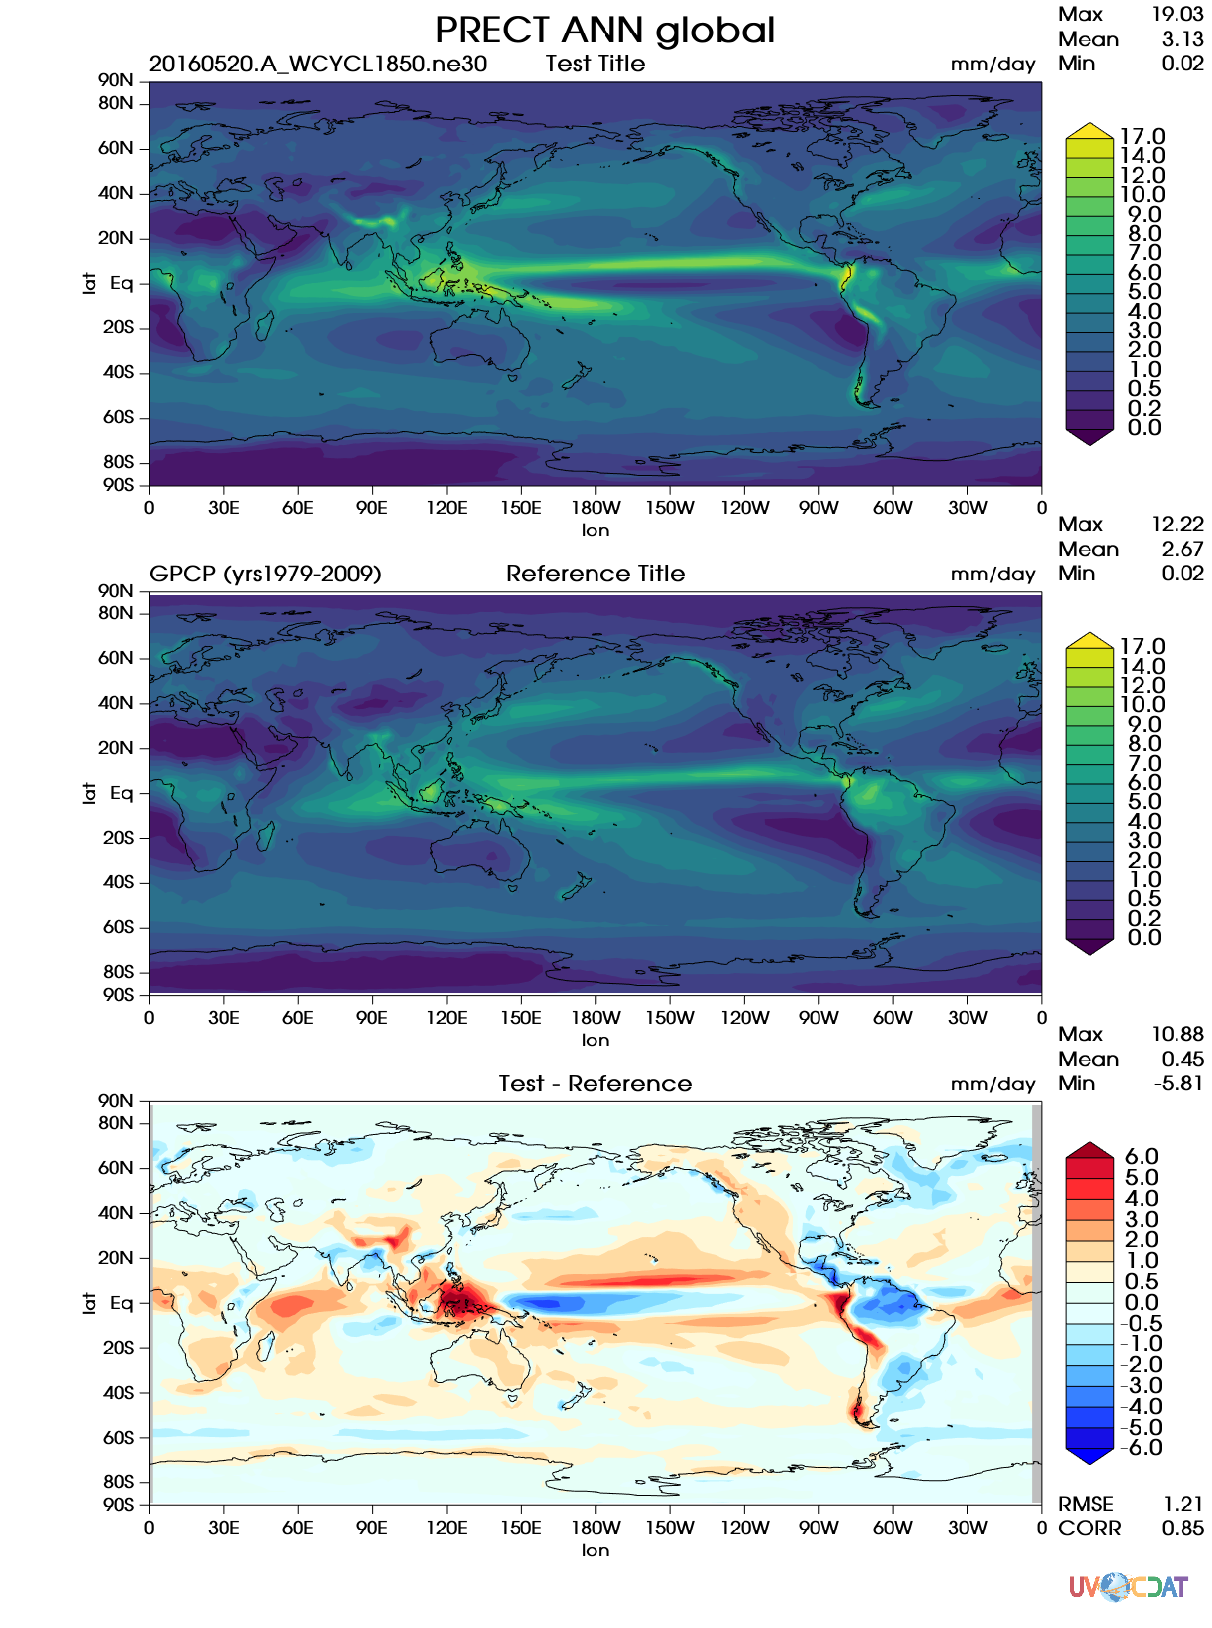 PRECT ANN global
Max 19.03
Mean 3.13
Min 0.02
20160520.A_WCYCL1850.ne30 Test Title mm/day
90N
80N
60N
40N
20N
Eq
20S
40S
60S
80S
90S
lat
0 30E 60E 90E 120E 150E 180W 150W 120W 90W 60W 30W 0
lon
17.0
14.0
12.0
10.0
9.0
8.0
7.0
6.0
5.0
4.0
3.0
2.0
1.0
0.5
0.2
0.0
Max 12.22
Mean 2.67
Min 0.02
GPCP (yrs1979-2009) Reference Title mm/day
90N
80N
60N
40N
20N
Eq
20S
40S
60S
80S
90S
lat
0 30E 60E 90E 120E 150E 180W 150W 120W 90W 60W 30W 0
lon
17.0
14.0
12.0
10.0
9.0
8.0
7.0
6.0
5.0
4.0
3.0
2.0
1.0
0.5
0.2
0.0
Max 10.88
Mean 0.45
Min -5.81
Test - Reference mm/day
90N
80N
60N
40N
20N
Eq
20S
40S
60S
80S
90S
lat
0 30E 60E 90E 120E 150E 180W 150W 120W 90W 60W 30W 0
lon
6.0
5.0
4.0
3.0
2.0
1.0
0.5
0.0
-0.5
-1.0
-2.0
-3.0
-4.0
-5.0
-6.0
RMSE 1.21
CORR 0.85
UV CDAT